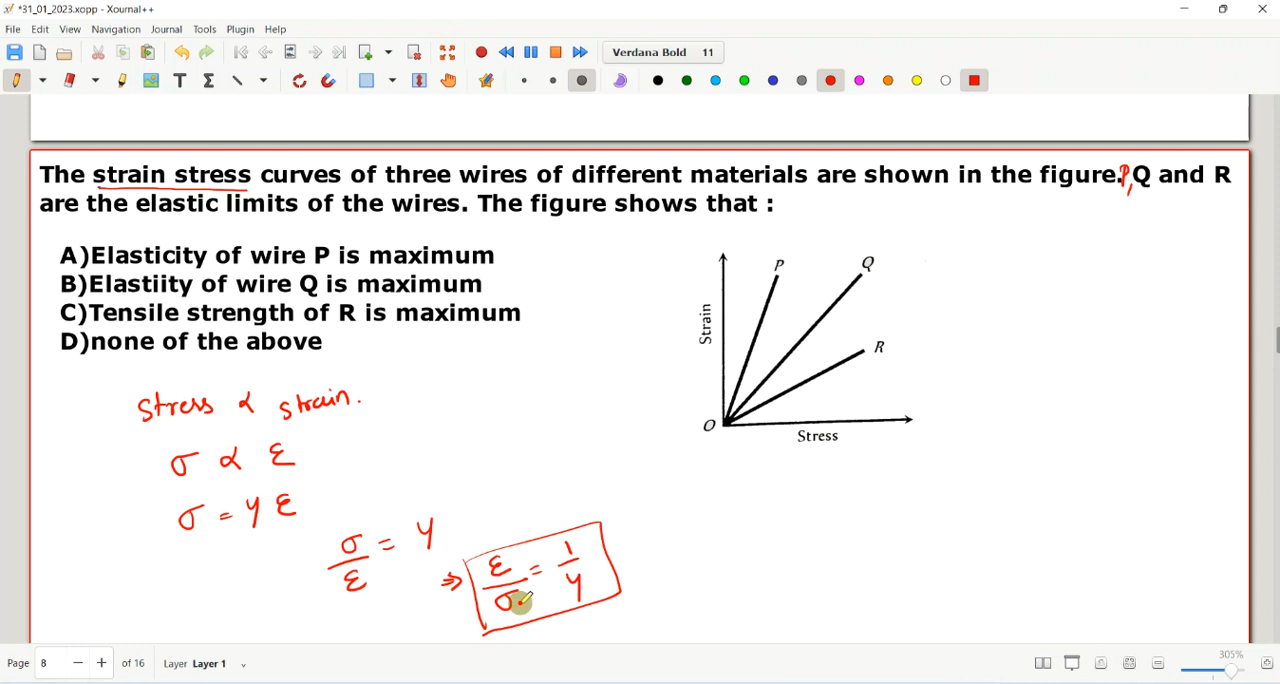 *31_01_2023.xopp - Xournal++
File Edit View Navigation Journal Tools Plugin Help
Verdana Bold 11
The strain stress curves of three wires of different materials are shown in the figure.P,Q and R
are the elastic limits of the wires. The figure shows that :
A)Elasticity of wire P is maximum
B)Elastiity of wire Q is maximum
C)Tensile strength of R is maximum
D)none of the above
P
Q
R
Strain
O
Stress
Stress ∝ strain.
σ ∝ ε
σ = Y ε
σ/ε = Y
⇒ ε/σ = 1/Y
Page 8 of 16 Layer Layer 1
305%